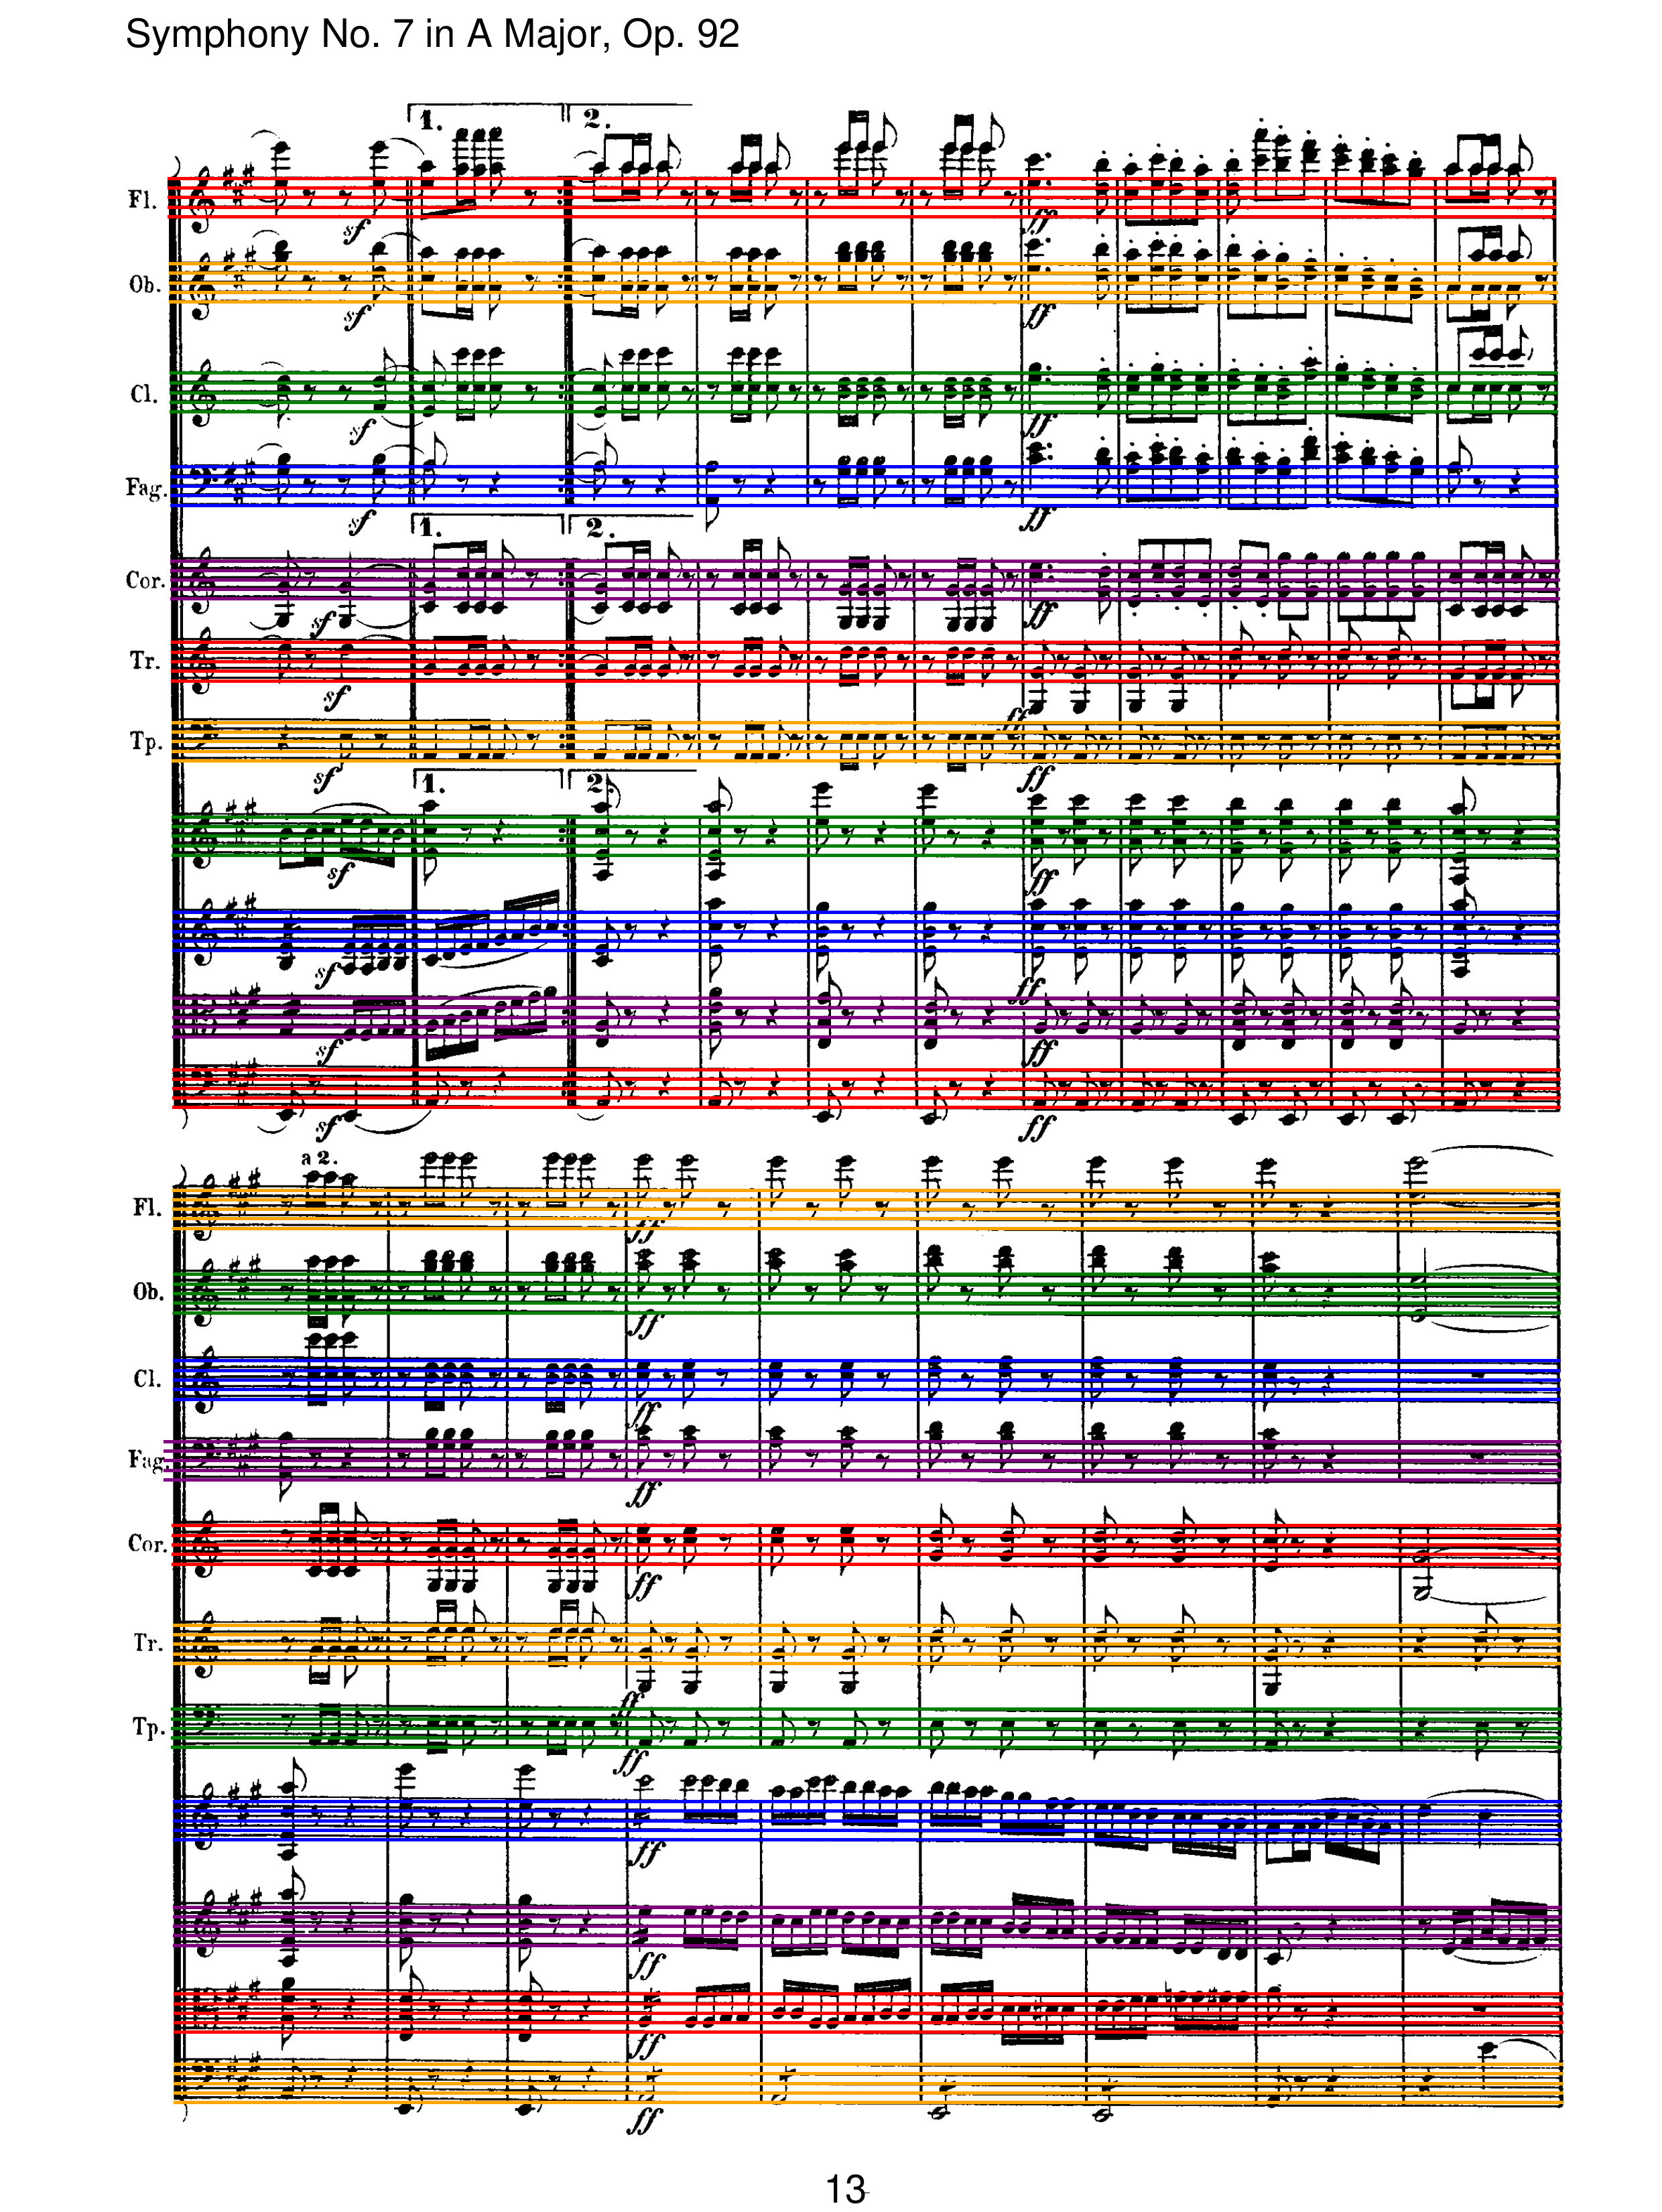 Symphony No. 7 in A Major, Op. 92
1. 2.
Fl.
sf ff
Ob.
sf ff
Cl.
sf ff
Fag.
sf ff
1. 2.
Cor.
sf ff
Tr.
sf ff
Tp.
sf ff
1. 2.
sf ff
sf ff
sf ff
sf ff
a 2.
Fl.
ff
Ob.
ff
Cl.
ff
Fag.
ff
Cor.
ff
Tr.
ff
Tp.
ff
ff
ff
ff
ff
13